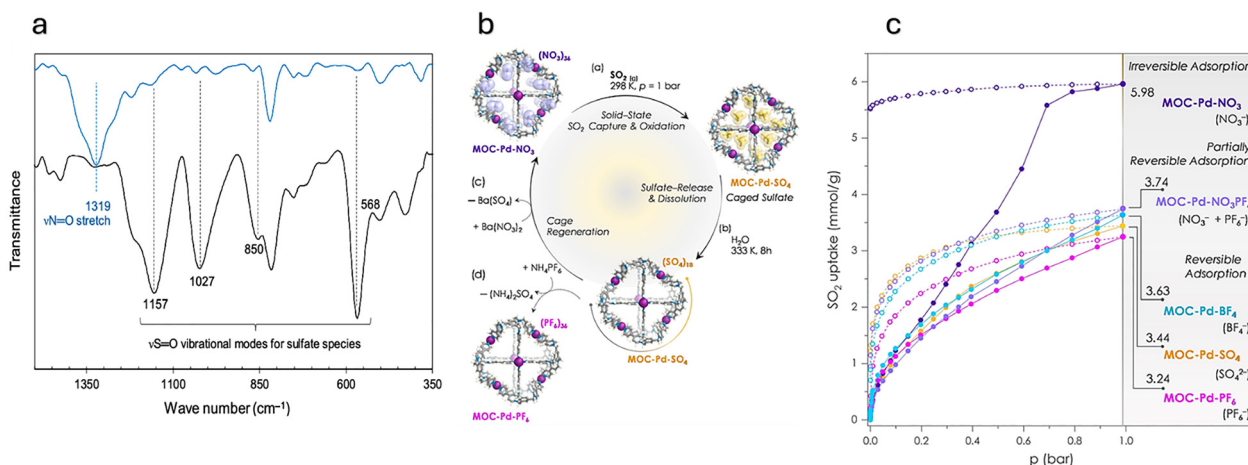 a
Transmittance
1319
νN=O stretch
1157
1027
850
568
νS=O vibrational modes for sulfate species
1350
1100
850
600
350
Wave number (cm⁻¹)
b
(NO₃)₃₆
MOC-Pd-NO₃
(a)
SO₂ (g)
298 K, p = 1 bar
Solid–State
SO₂ Capture & Oxidation
MOC-Pd-SO₄
Caged Sulfate
Sulfate–Release
& Dissolution
(b)
H₂O
333 K, 8h
(SO₄)₁₈
MOC-Pd-SO₄
(c)
– Ba(SO₄)
+ Ba(NO₃)₂
Cage
Regeneration
(d)
+ NH₄PF₆
– (NH₄)₂SO₄
(PF₆)₃₆
MOC-Pd-PF₆
c
SO₂ uptake (mmol/g)
6
5
4
3
2
1
0
0.0
0.2
0.4
0.6
0.8
1.0
p (bar)
Irreversible Adsorption
5.98
MOC-Pd-NO₃
(NO₃⁻)
Partially
Reversible Adsorption
3.74
MOC-Pd-NO₃PF₆
(NO₃⁻ + PF₆⁻)
Reversible
Adsorption
3.63
MOC-Pd-BF₄
(BF₄⁻)
3.44
MOC-Pd-SO₄
(SO₄²⁻)
3.24
MOC-Pd-PF₆
(PF₆⁻)